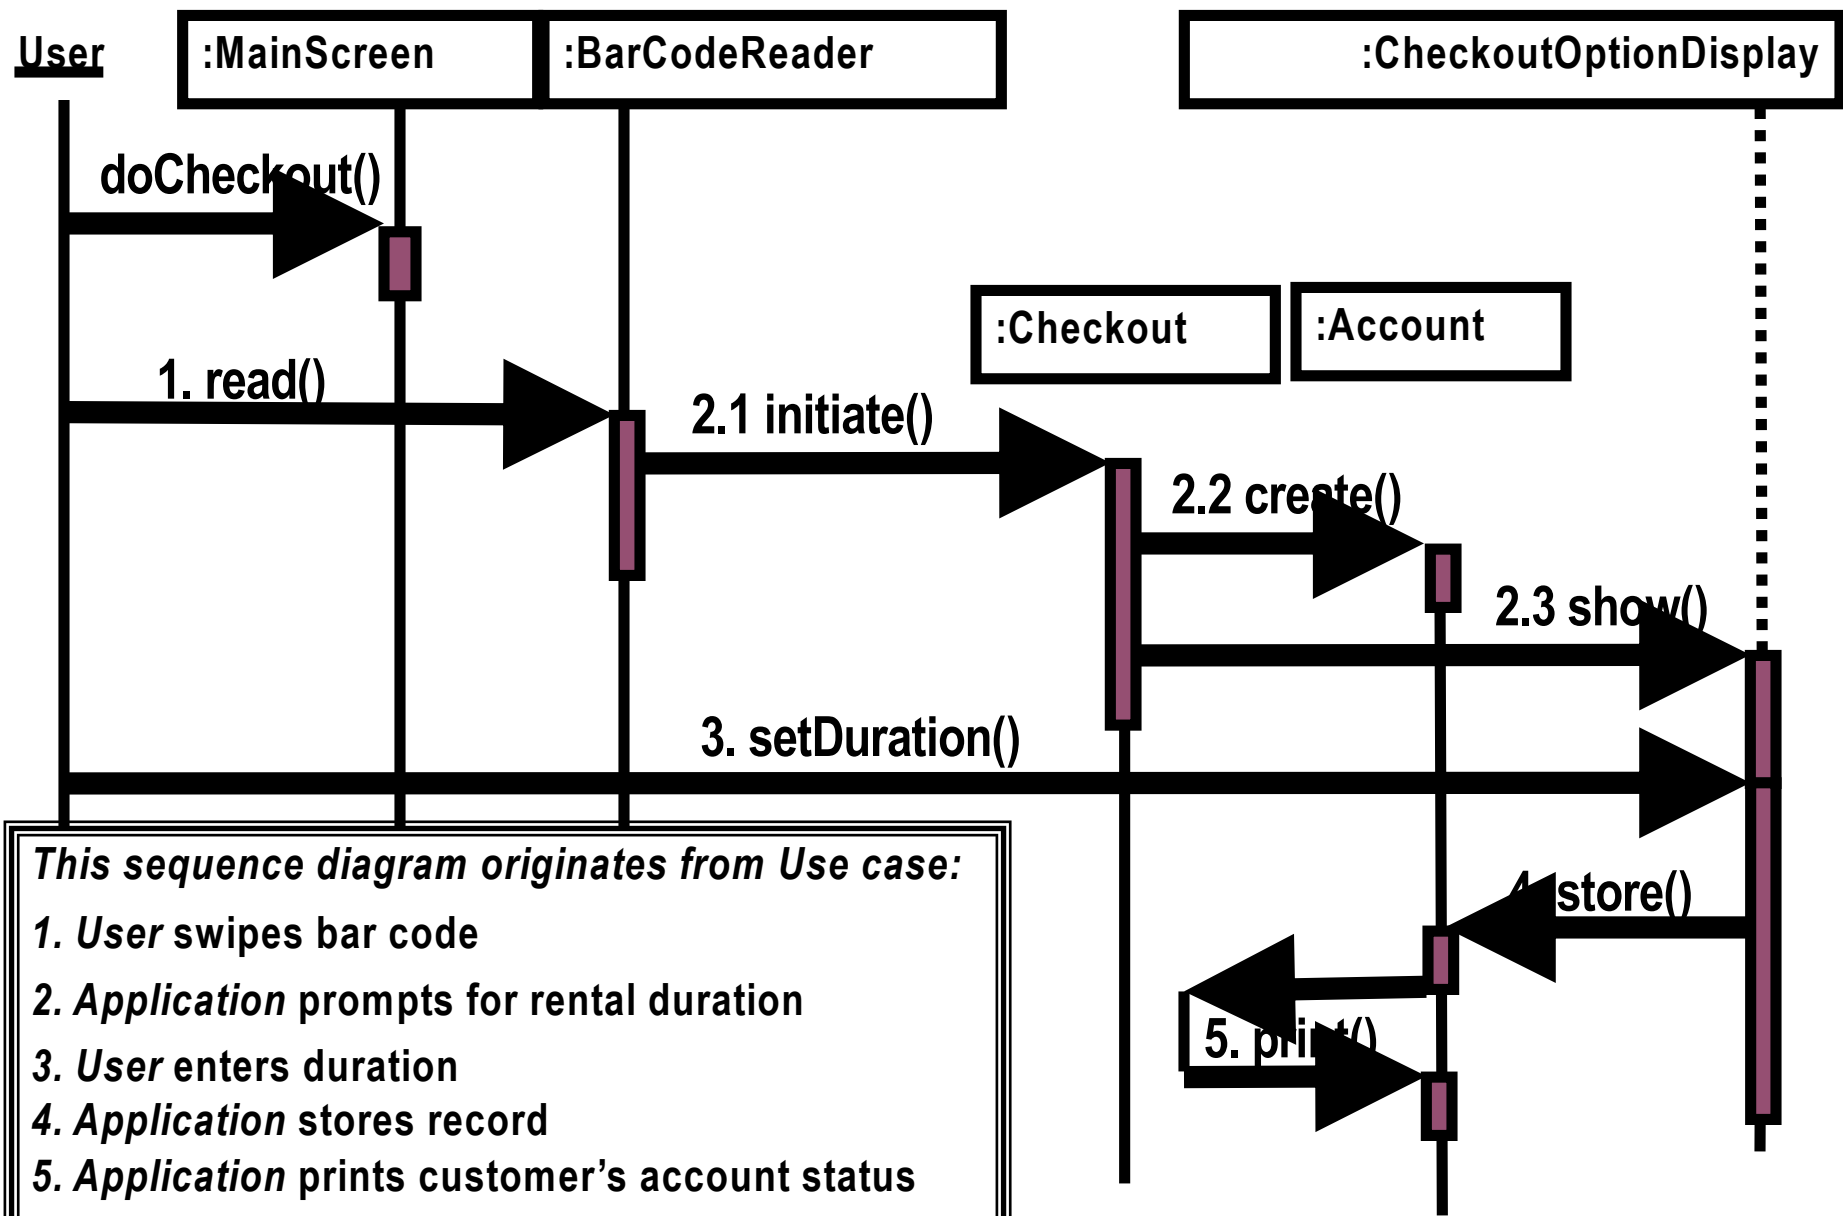 User
:MainScreen
:BarCodeReader
:CheckoutOptionDisplay
doCheckout()
:Checkout
:Account
1. read()
2.1 initiate()
2.2 create()
2.3 show()
3. setDuration()
4. store()
5. print()
This sequence diagram originates from Use case:
1. User swipes bar code
2. Application prompts for rental duration
3. User enters duration
4. Application stores record
5. Application prints customer’s account status